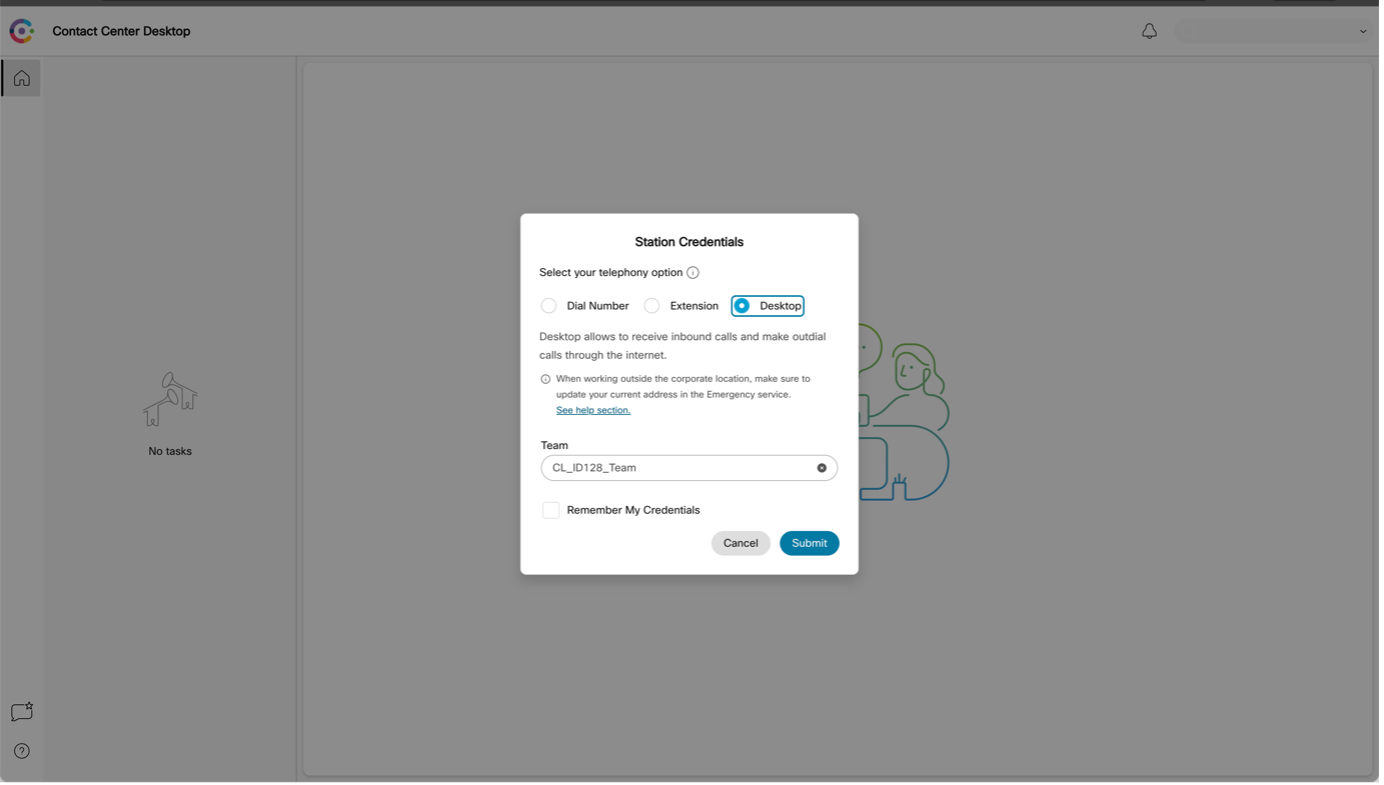 Contact Center Desktop
No tasks
Station Credentials
Select your telephony option
Dial Number Extension Desktop
Desktop allows to receive inbound calls and make outdial
calls through the internet.
When working outside the corporate location, make sure to
update your current address in the Emergency service.
See help section.
Team
CL_ID128_Team
Remember My Credentials
Cancel Submit